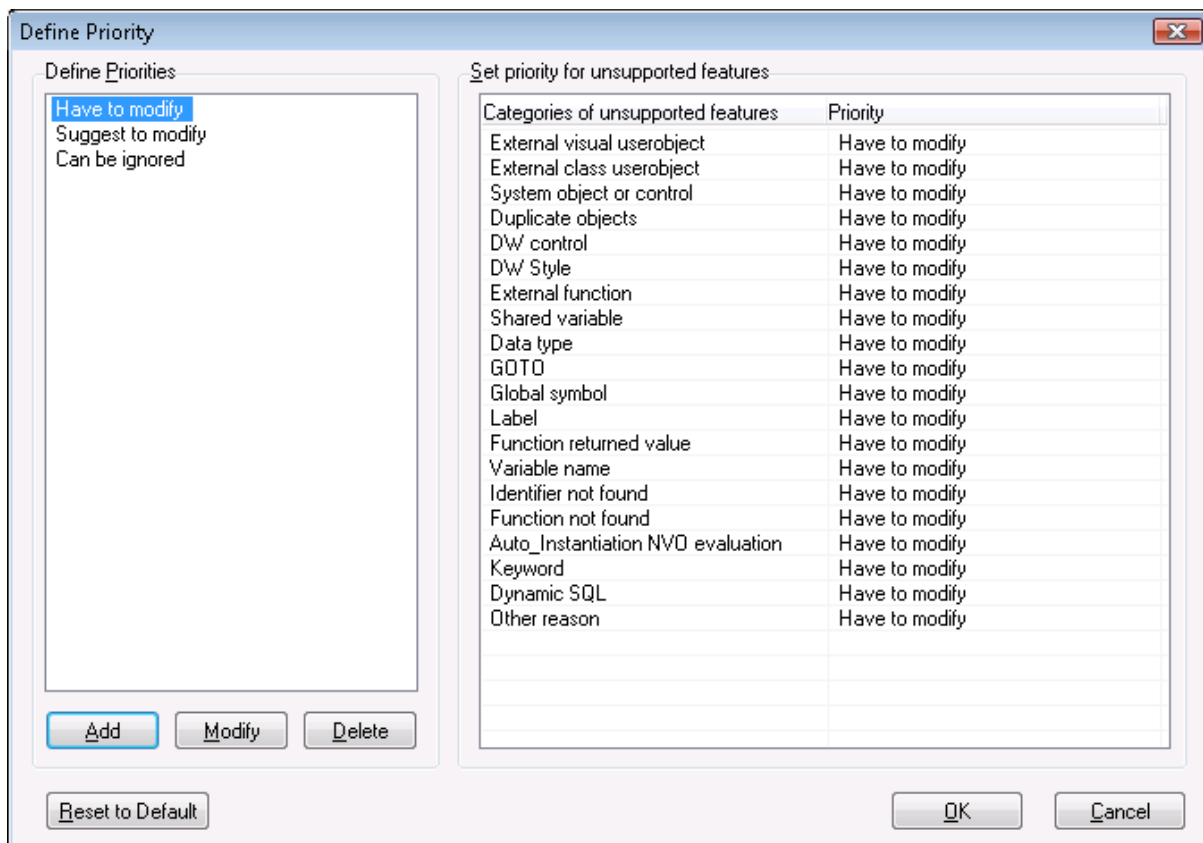 Define Priority
Define Priorities
Have to modify
Suggest to modify
Can be ignored
Add Modify Delete
Set priority for unsupported features
Categories of unsupported features Priority
External visual userobject Have to modify
External class userobject Have to modify
System object or control Have to modify
Duplicate objects Have to modify
DW control Have to modify
DW Style Have to modify
External function Have to modify
Shared variable Have to modify
Data type Have to modify
GOTO Have to modify
Global symbol Have to modify
Label Have to modify
Function returned value Have to modify
Variable name Have to modify
Identifier not found Have to modify
Function not found Have to modify
Auto_Instantiation NVO evaluation Have to modify
Keyword Have to modify
Dynamic SQL Have to modify
Other reason Have to modify
Reset to Default OK Cancel